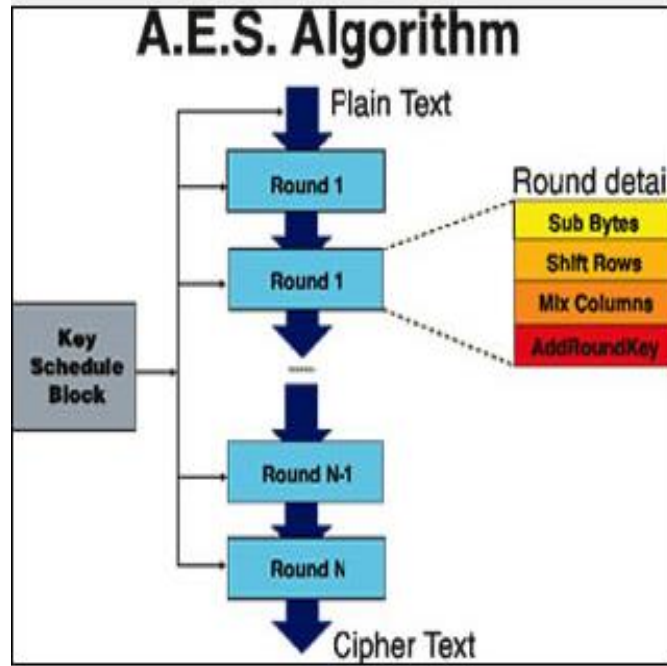 A.E.S. Algorithm
Plain Text
Round 1
Round 1
Round detail
Sub Bytes
Shift Rows
Mix Columns
AddRoundKey
Key
Schedule
Block
Round N-1
Round N
Cipher Text